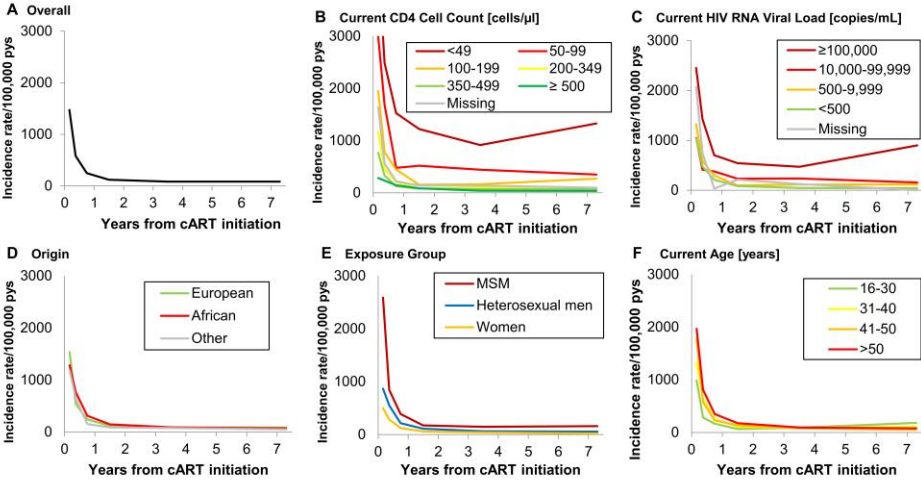 A Overall
Incidence rate/100,000 pys
3000
2000
1000
0
0 1 2 3 4 5 6 7
Years from cART initiation
B Current CD4 Cell Count [cells/µl]
Incidence rate/100,000 pys
3000
2000
1000
0
<49 50-99
100-199 200-349
350-499 ≥ 500
Missing
0 1 2 3 4 5 6 7
Years from cART initiation
C Current HIV RNA Viral Load [copies/mL]
Incidence rate/100,000 pys
3000
2000
1000
0
≥100,000
10,000-99,999
500-9,999
<500
Missing
0 1 2 3 4 5 6 7
Years from cART initiation
D Origin
Incidence rate/100,000 pys
3000
2000
1000
0
European
African
Other
0 1 2 3 4 5 6 7
Years from cART initiation
E Exposure Group
Incidence rate/100,000 pys
3000
2000
1000
0
MSM
Heterosexual men
Women
0 1 2 3 4 5 6 7
Years from cART initiation
F Current Age [years]
Incidence rate/100,000 pys
3000
2000
1000
0
16-30
31-40
41-50
>50
0 1 2 3 4 5 6 7
Years from cART initiation